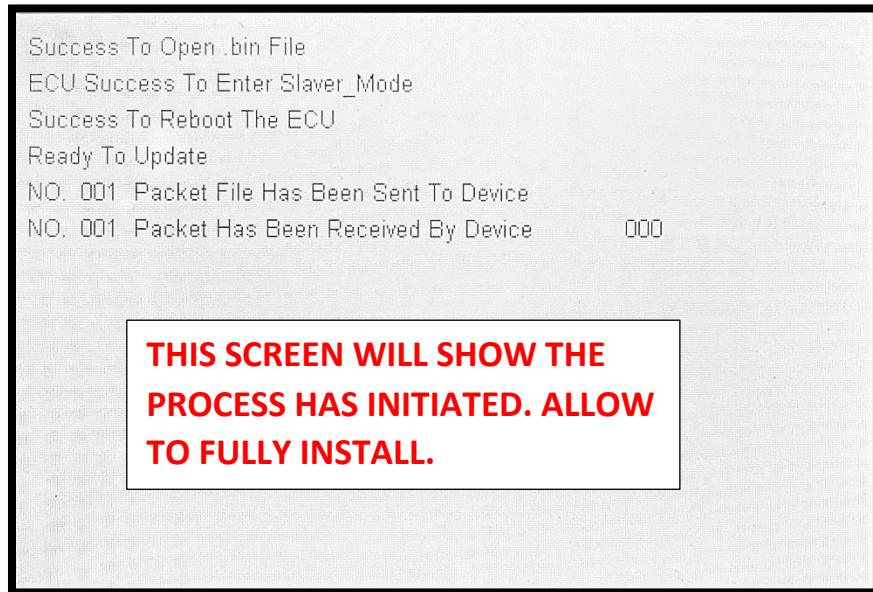 Success To Open .bin File
ECU Success To Enter Slaver_Mode
Success To Reboot The ECU
Ready To Update
NO. 001 Packet File Has Been Sent To Device
NO. 001 Packet Has Been Received By Device 000
THIS SCREEN WILL SHOW THE
PROCESS HAS INITIATED. ALLOW
TO FULLY INSTALL.